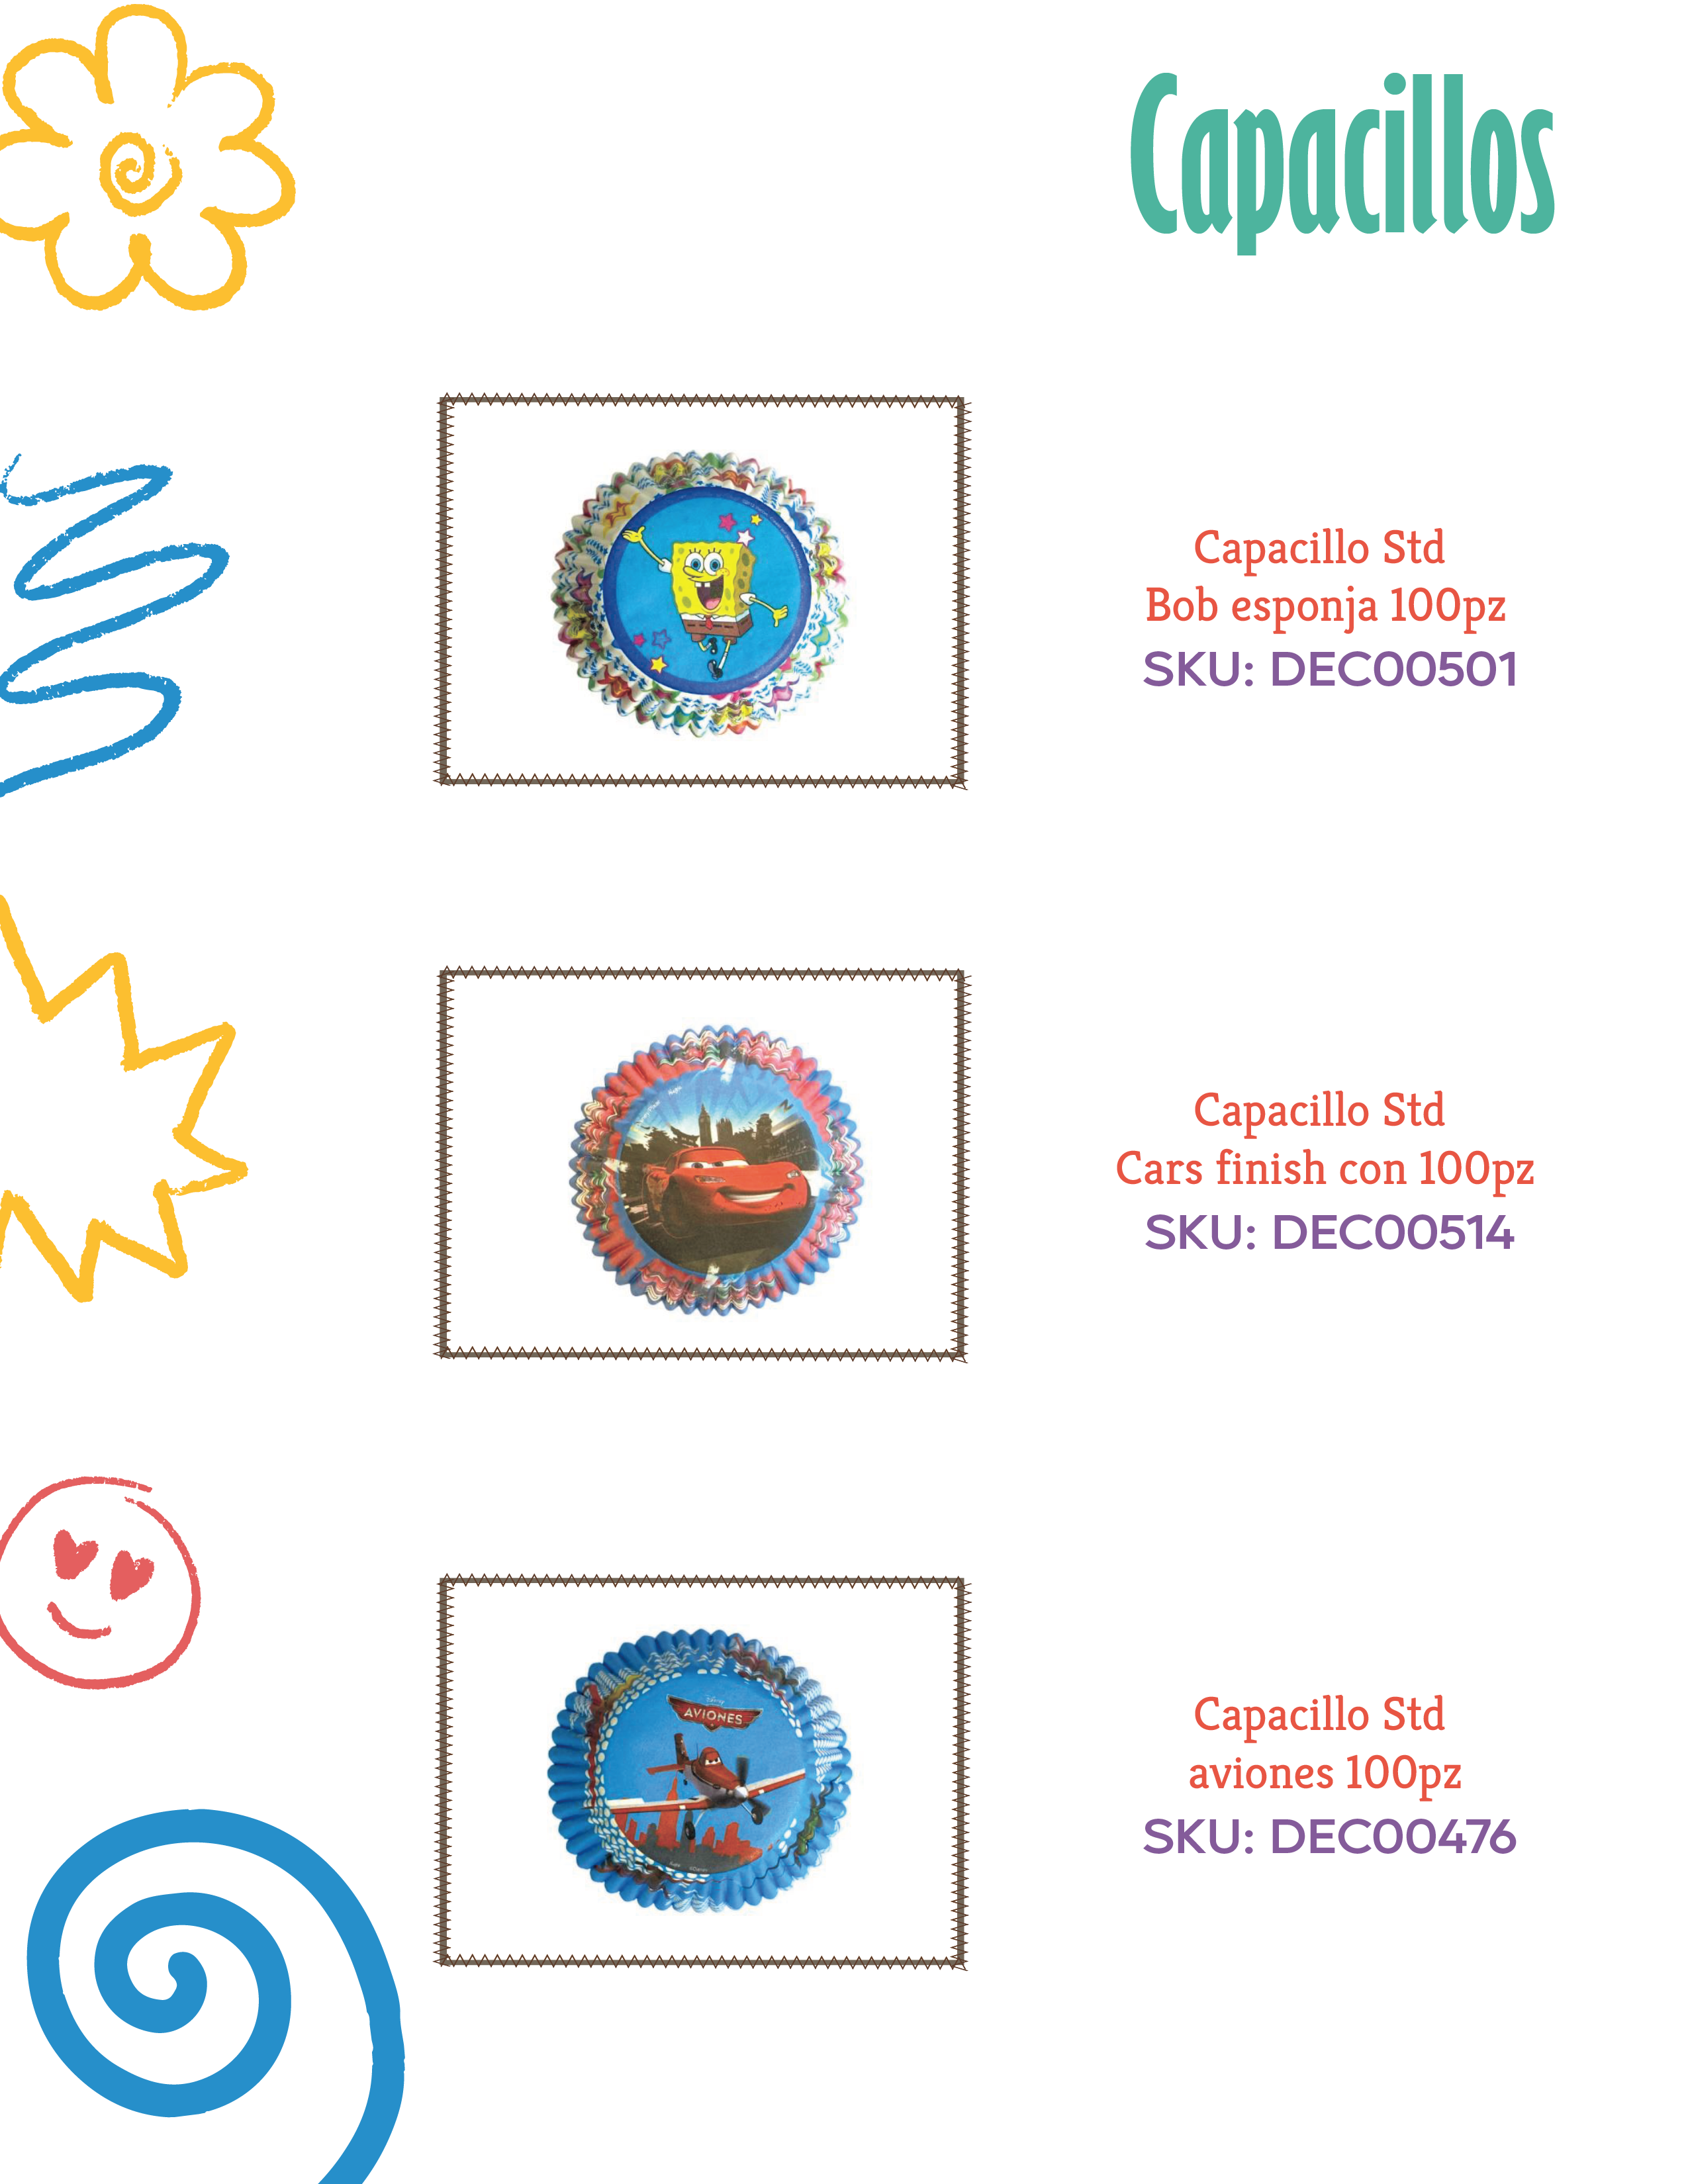 Capacillos
Capacillo Std
Bob esponja 100pz
SKU: DEC00501
Capacillo Std
Cars finish con 100pz
SKU: DEC00514
Disney
AVIONES
Capacillo Std
aviones 100pz
SKU: DEC00476